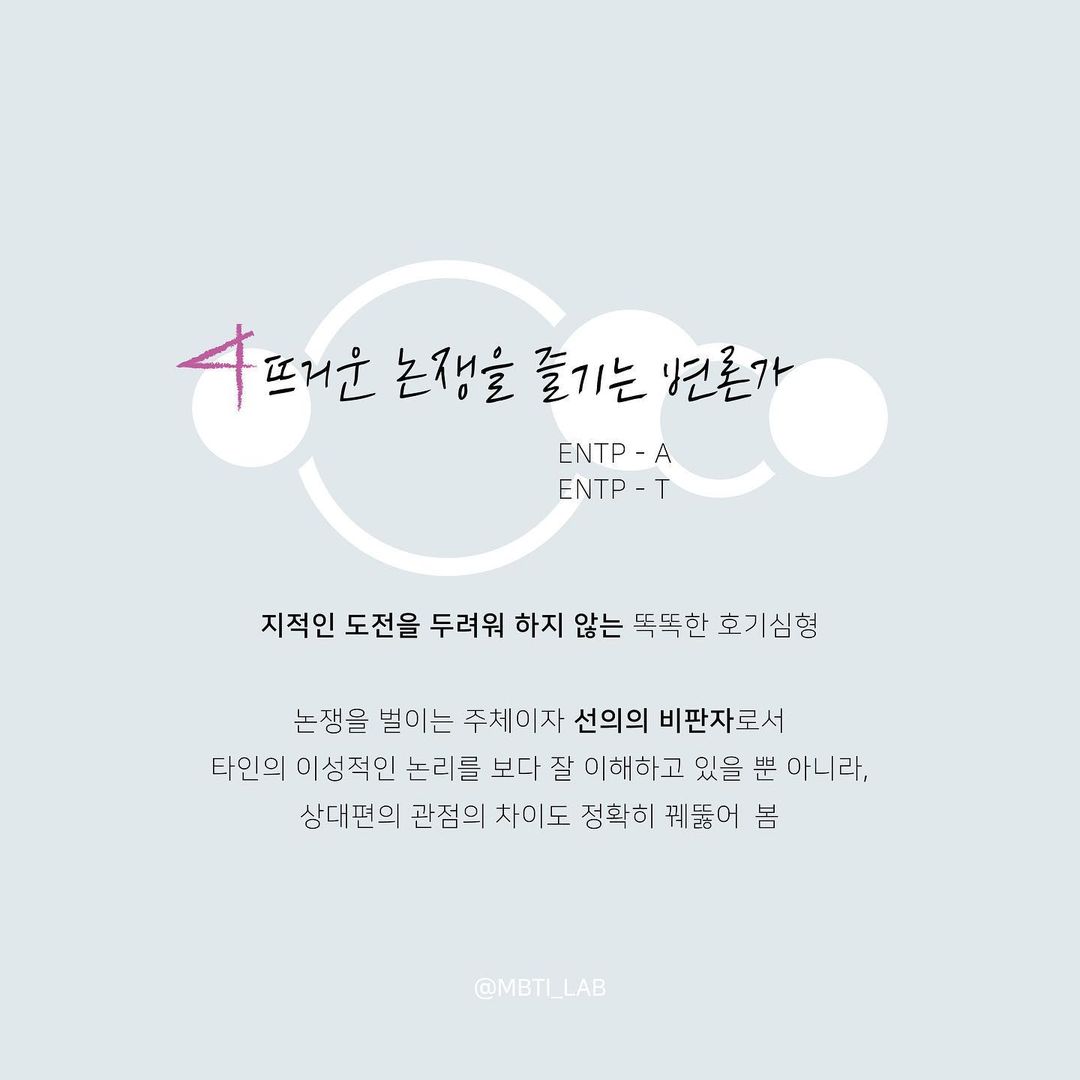 4 뜨거운 논쟁을 즐기는 변론가
ENTP - A
ENTP - T
지적인 도전을 두려워 하지 않는 똑똑한 호기심형
논쟁을 벌이는 주체이자 선의의 비판자로서
타인의 이성적인 논리를 보다 잘 이해하고 있을 뿐 아니라,
상대편의 관점의 차이도 정확히 꿰뚫어 봄
@MBTI_LAB